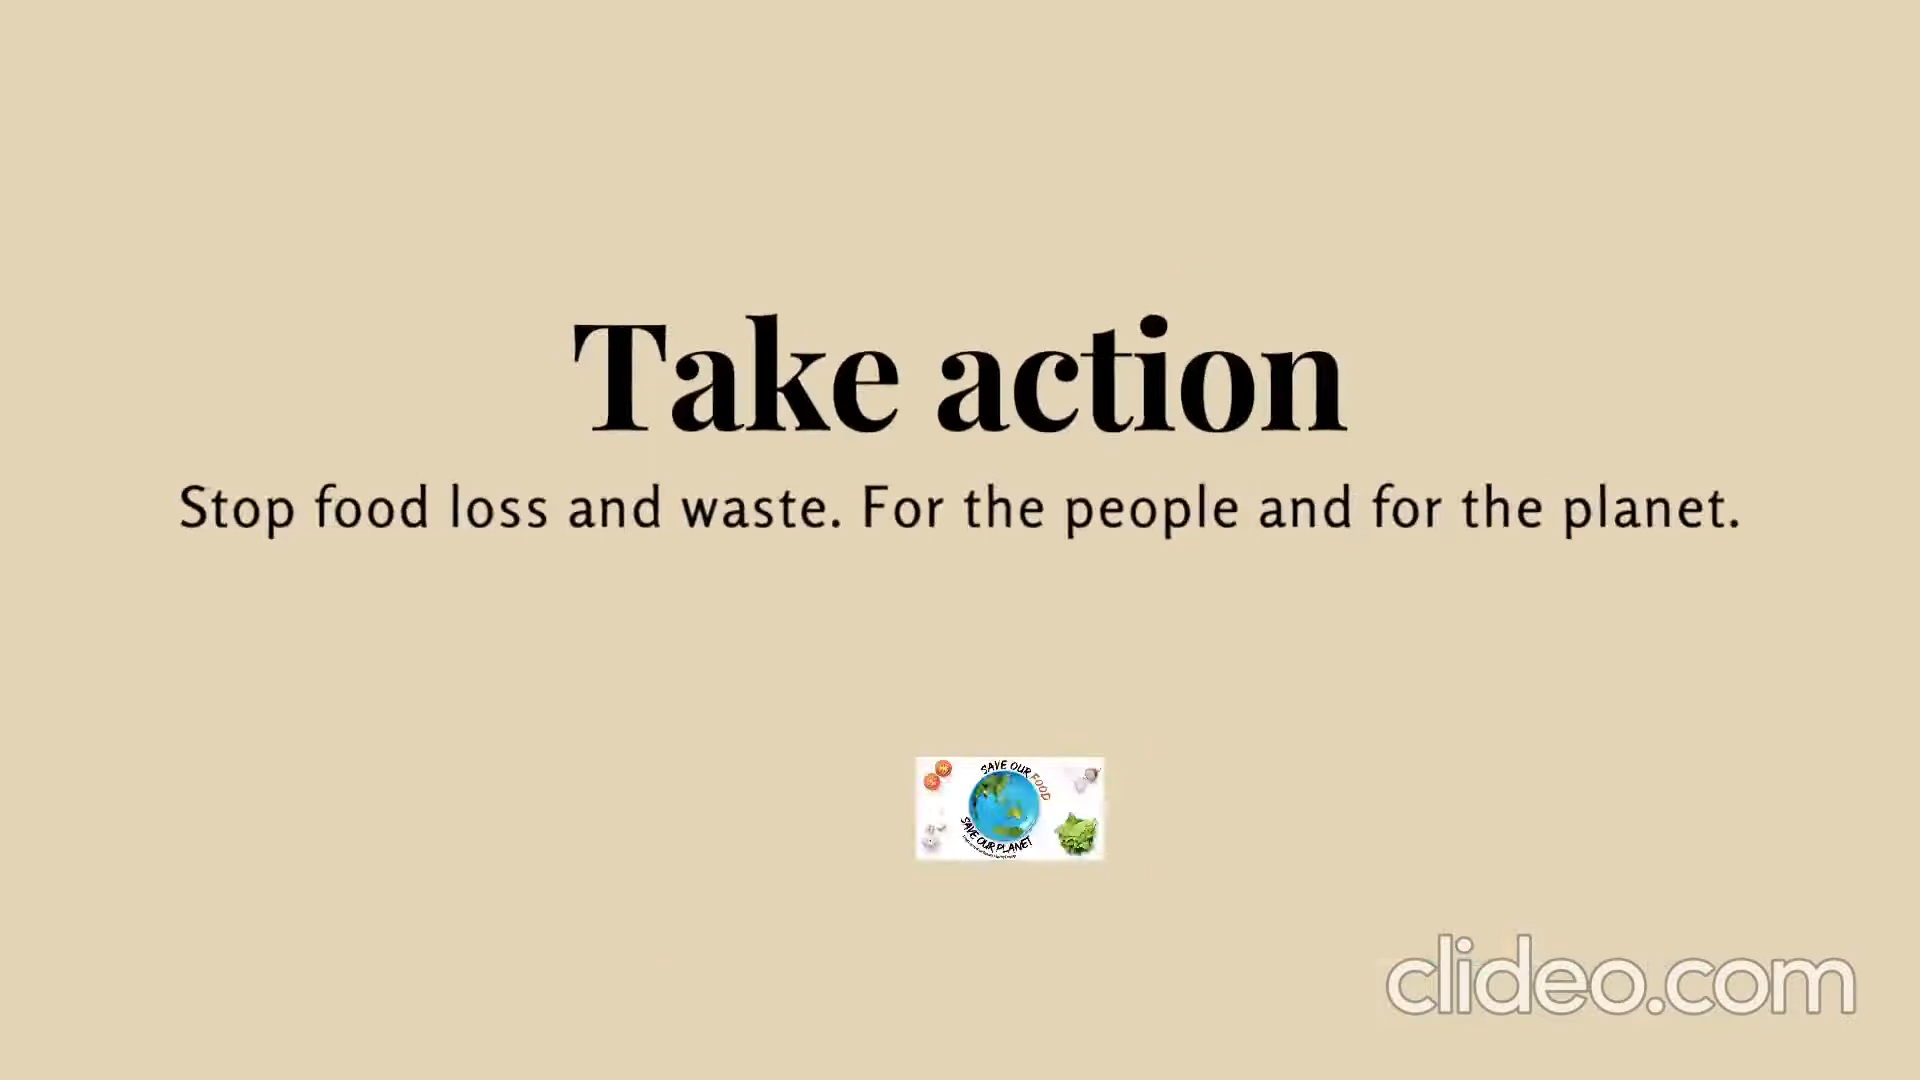 Take action
Stop food loss and waste. For the people and for the planet.
SAVE OUR FOOD
SAVE OUR PLANET
clideo.com